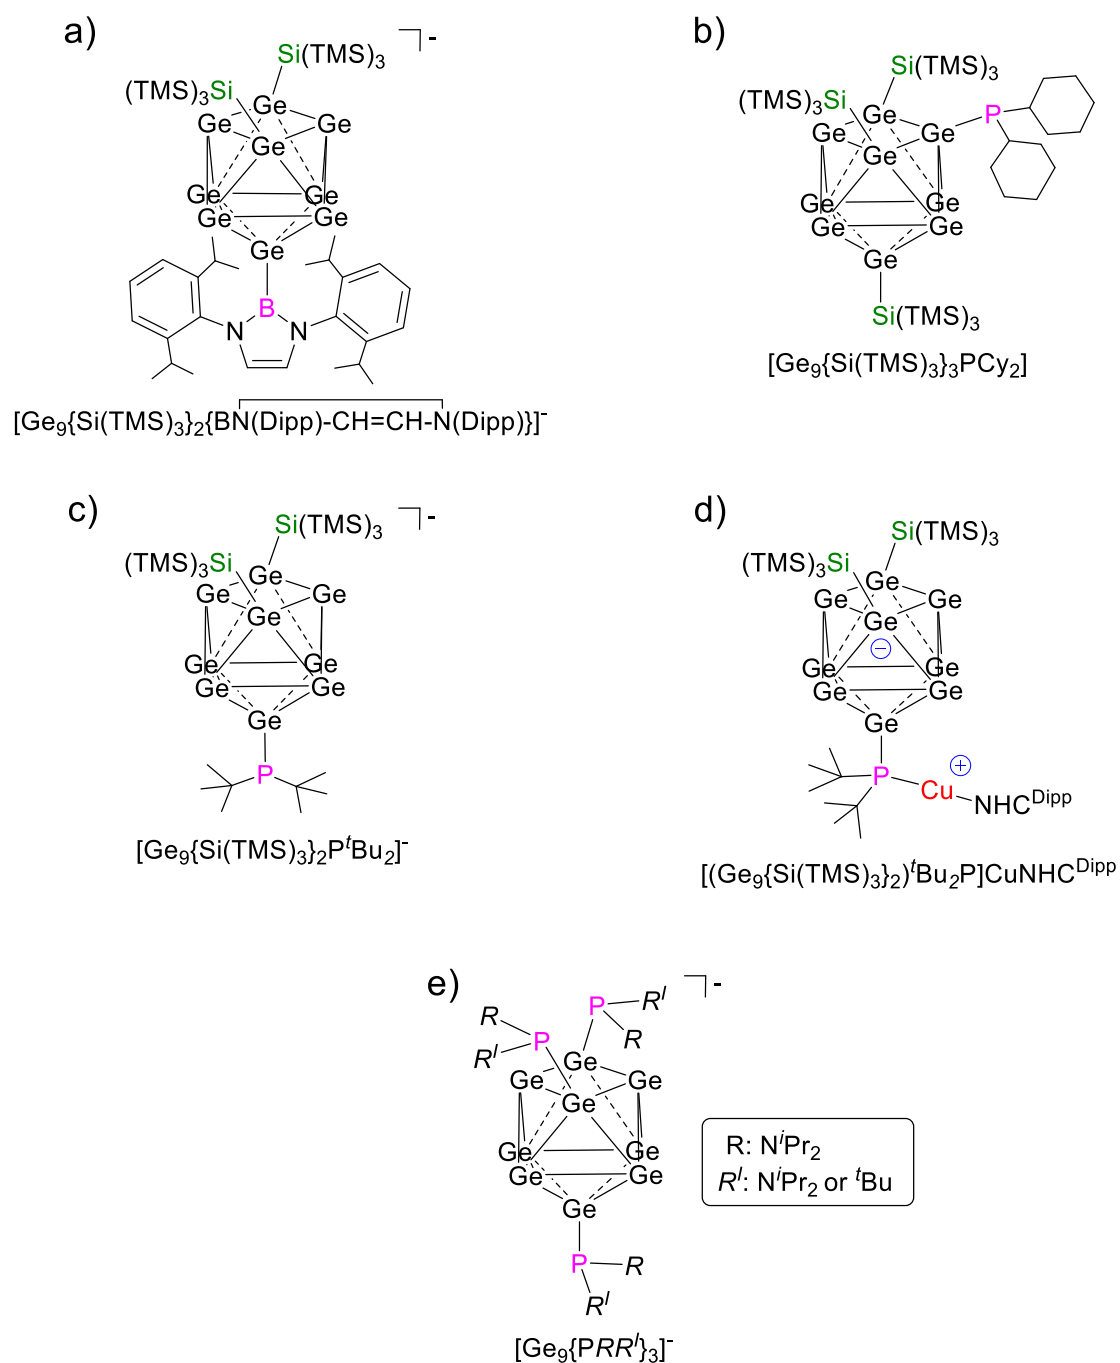 a)
-
Si(TMS)₃
(TMS)₃Si
Ge
Ge Ge
Ge
Ge Ge
Ge Ge
Ge
B
N N
[Ge₉{Si(TMS)₃}₂{BN(Dipp)-CH=CH-N(Dipp)}]⁻
b)
Si(TMS)₃
(TMS)₃Si
Ge
Ge Ge P
Ge
Ge Ge
Ge Ge
Ge
Si(TMS)₃
[Ge₉{Si(TMS)₃}₃PCy₂]
c)
-
Si(TMS)₃
(TMS)₃Si
Ge
Ge Ge
Ge
Ge Ge
Ge Ge
Ge
P
[Ge₉{Si(TMS)₃}₂PᵗBu₂]⁻
d)
Si(TMS)₃
(TMS)₃Si
Ge
Ge Ge
Ge
−
Ge Ge
Ge Ge
Ge
+
P Cu NHCᴰⁱᵖᵖ
[(Ge₉{Si(TMS)₃}₂)ᵗBu₂P]CuNHCᴰⁱᵖᵖ
e)
-
R P Rᴵ
Rᴵ P R
Ge
Ge Ge
Ge
Ge Ge
Ge Ge
Ge
P R
Rᴵ
R: NⁱPr₂
Rᴵ: NⁱPr₂ or ᵗBu
[Ge₉{PRRᴵ}₃]⁻